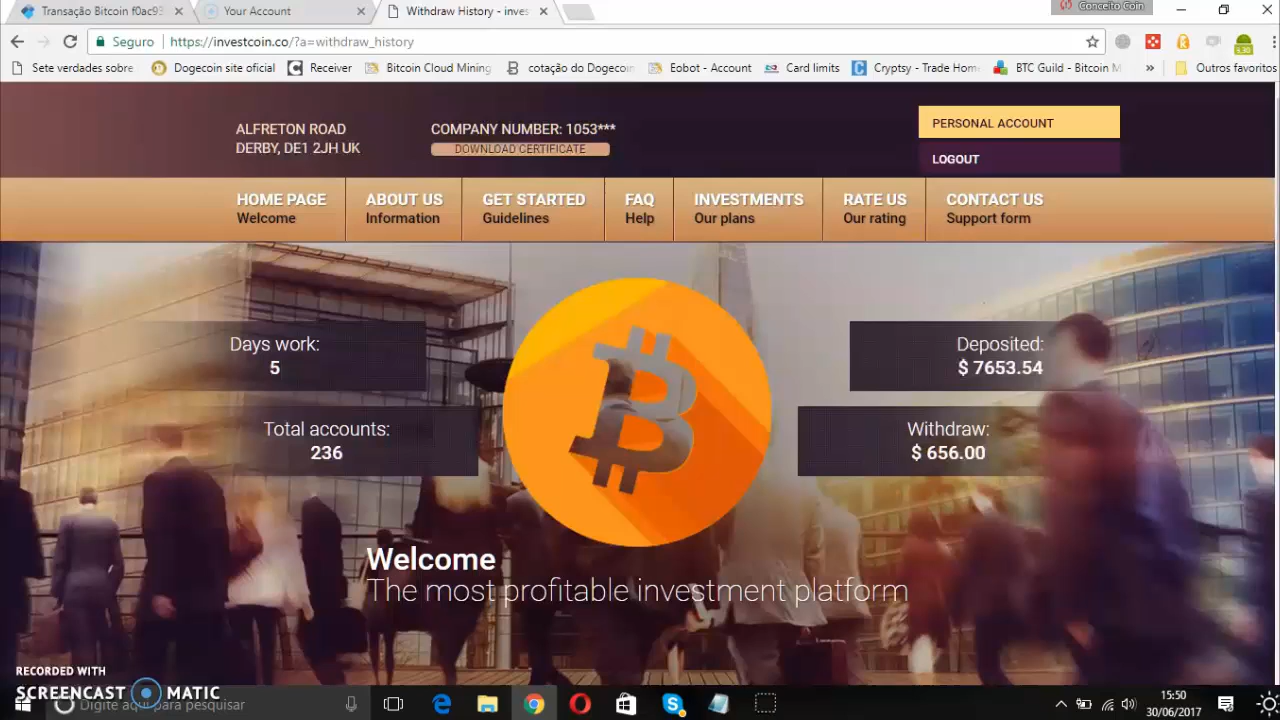 Transação Bitcoin f0ac93
Your Account
Withdraw History - inves
Conceito Coin
Seguro
https://investcoin.co/?a=withdraw_history
Sete verdades sobre
Dogecoin site oficial
Receiver
Bitcoin Cloud Mining
cotação do Dogecoin
Eobot - Account
Card limits
Cryptsy - Trade Hom
BTC Guild - Bitcoin M
»
Outros favoritos
ALFRETON ROAD
DERBY, DE1 2JH UK
COMPANY NUMBER: 1053***
DOWNLOAD CERTIFICATE
PERSONAL ACCOUNT
LOGOUT
HOME PAGE
Welcome
ABOUT US
Information
GET STARTED
Guidelines
FAQ
Help
INVESTMENTS
Our plans
RATE US
Our rating
CONTACT US
Support form
Days work:
5
Total accounts:
236
Deposited:
$ 7653.54
Withdraw:
$ 656.00
Welcome
The most profitable investment platform
RECORDED WITH
SCREENCAST MATIC
Digite aqui para pesquisar
15:50
30/06/2017